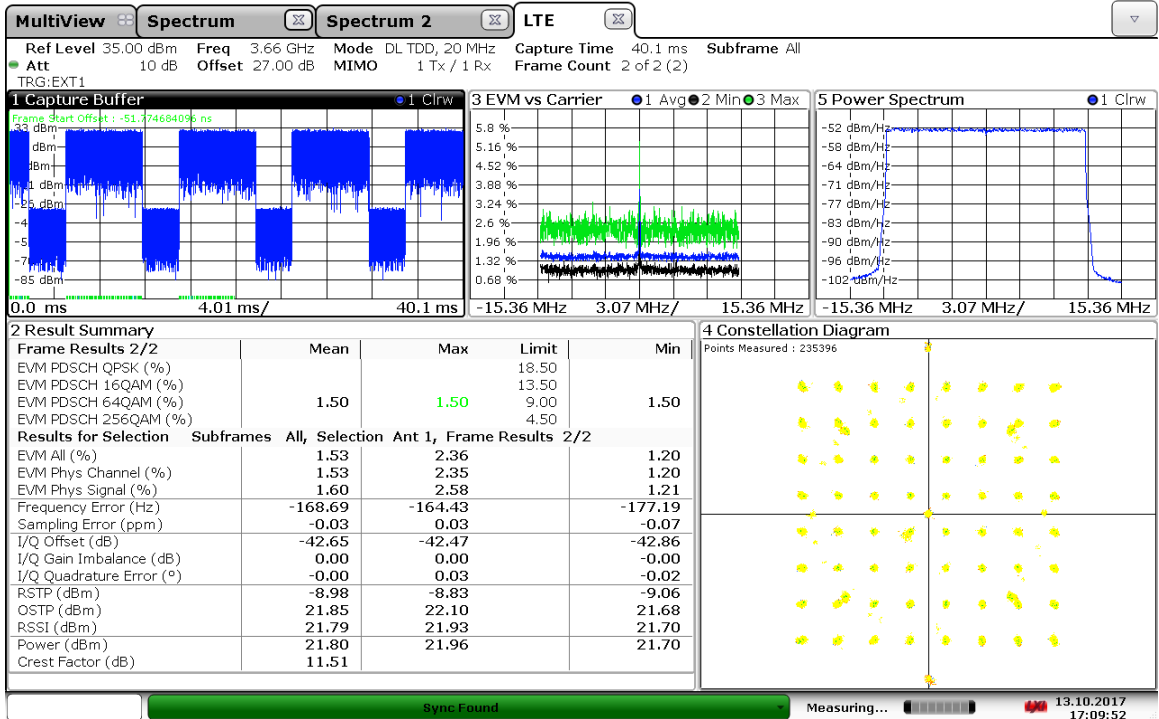 MultiView Spectrum Spectrum 2 LTE
Ref Level 35.00 dBm Freq 3.66 GHz Mode DL TDD, 20 MHz Capture Time 40.1 ms Subframe All
Att 10 dB Offset 27.00 dB MIMO 1 Tx / 1 Rx Frame Count 2 of 2 (2)
TRG:EXT1
1 Capture Buffer 1 Clrw
Frame Start Offset : -51.774684096 ns
33 dBm
dBm
dBm
1 dBm
-25 dBm
-4
-5
-7
-85 dBm
0.0 ms 4.01 ms/ 40.1 ms
3 EVM vs Carrier 1 Avg 2 Min 3 Max
5.8 %
5.16 %
4.52 %
3.88 %
3.24 %
2.6 %
1.96 %
1.32 %
0.68 %
-15.36 MHz 3.07 MHz/ 15.36 MHz
5 Power Spectrum 1 Clrw
-52 dBm/Hz
-58 dBm/Hz
-64 dBm/Hz
-71 dBm/Hz
-77 dBm/Hz
-83 dBm/Hz
-90 dBm/Hz
-96 dBm/Hz
-102 dBm/Hz
-15.36 MHz 3.07 MHz/ 15.36 MHz
2 Result Summary
Frame Results 2/2 Mean Max Limit Min
EVM PDSCH QPSK (%) 18.50
EVM PDSCH 16QAM (%) 13.50
EVM PDSCH 64QAM (%) 1.50 1.50 9.00 1.50
EVM PDSCH 256QAM (%) 4.50
Results for Selection Subframes All, Selection Ant 1, Frame Results 2/2
EVM All (%) 1.53 2.36 1.20
EVM Phys Channel (%) 1.53 2.35 1.20
EVM Phys Signal (%) 1.60 2.58 1.21
Frequency Error (Hz) -168.69 -164.43 -177.19
Sampling Error (ppm) -0.03 0.03 -0.07
I/Q Offset (dB) -42.65 -42.47 -42.86
I/Q Gain Imbalance (dB) 0.00 0.00 -0.00
I/Q Quadrature Error (°) -0.00 0.03 -0.02
RSTP (dBm) -8.98 -8.83 -9.06
OSTP (dBm) 21.85 22.10 21.68
RSSI (dBm) 21.79 21.93 21.70
Power (dBm) 21.80 21.96 21.70
Crest Factor (dB) 11.51
4 Constellation Diagram
Points Measured : 235396
Sync Found Measuring... 13.10.2017
17:09:52